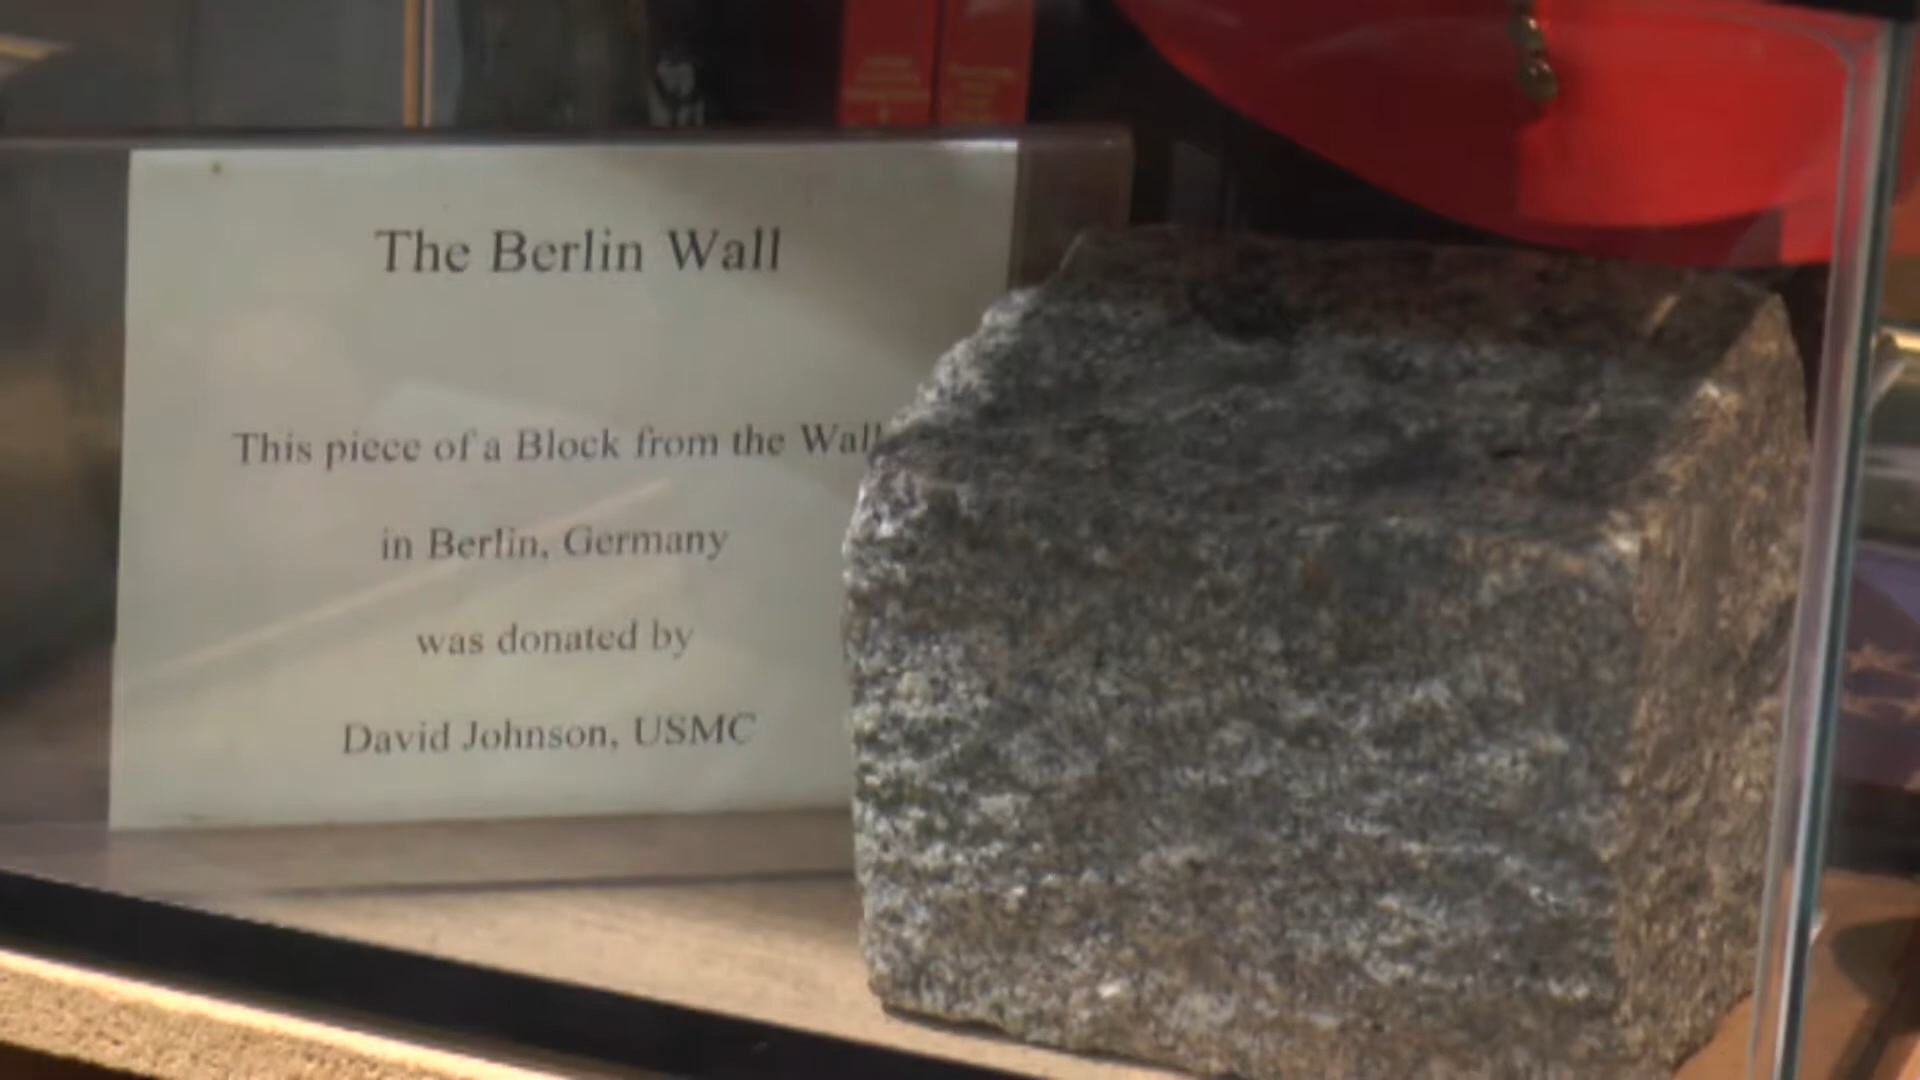 The Berlin Wall
This piece of a Block from the Wall
in Berlin, Germany
was donated by
David Johnson, USMC